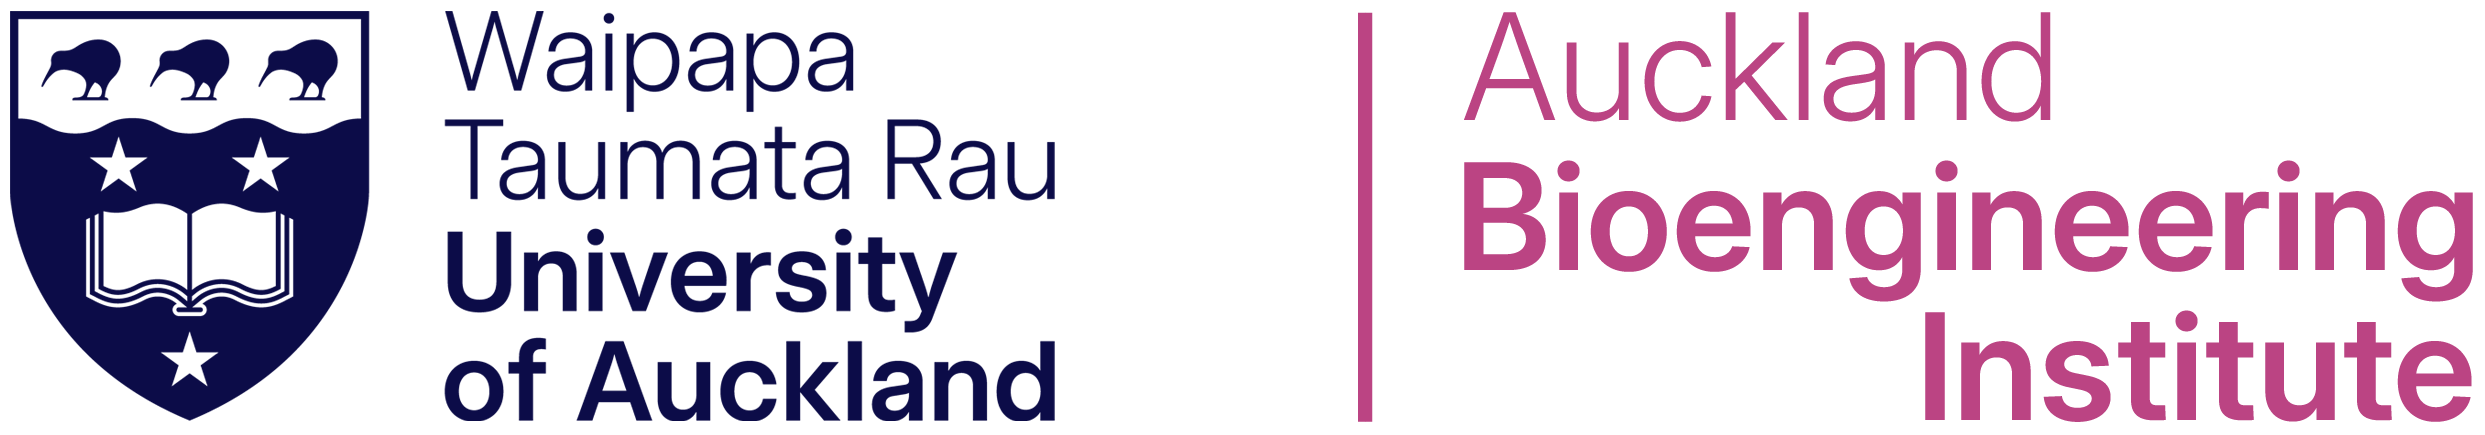 Waipapa
Taumata Rau
University
of Auckland
Auckland
Bioengineering
Institute